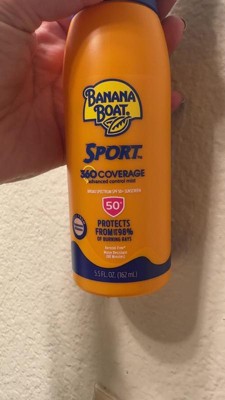 BANANA
BOAT
SPORT
360 COVERAGE
advanced control mist
BROAD SPECTRUM SPF 50+ SUNSCREEN
50+
PROTECTS
98%
OF BURNING RAYS
5.5 FL. OZ. (162 mL)